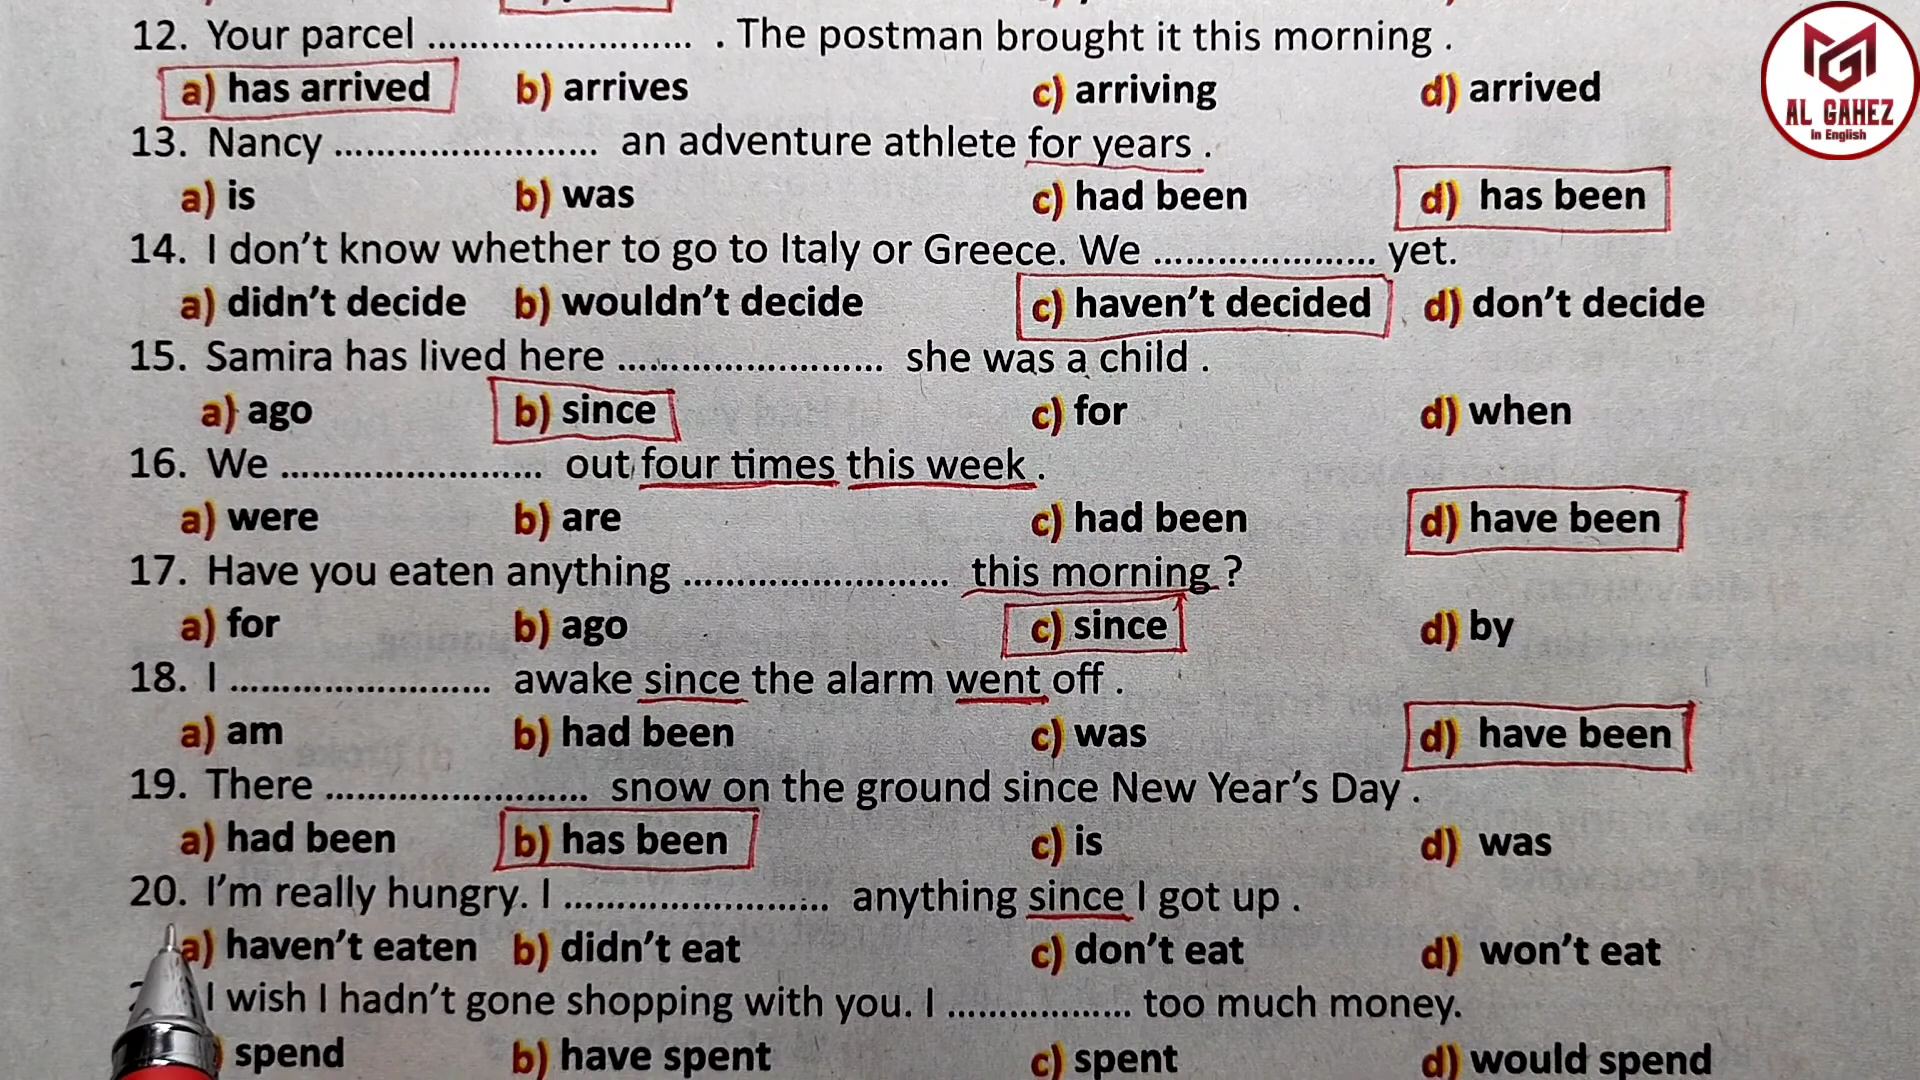 12. Your parcel ......................... . The postman brought it this morning .
a) has arrived b) arrives c) arriving d) arrived
13. Nancy ......................... an adventure athlete for years .
a) is b) was c) had been d) has been
14. I don't know whether to go to Italy or Greece. We ..................... yet.
a) didn't decide b) wouldn't decide c) haven't decided d) don't decide
15. Samira has lived here ......................... she was a child .
a) ago b) since c) for d) when
16. We ......................... out four times this week .
a) were b) are c) had been d) have been
17. Have you eaten anything ......................... this morning ?
a) for b) ago c) since d) by
18. I ......................... awake since the alarm went off .
a) am b) had been c) was d) have been
19. There ......................... snow on the ground since New Year's Day .
a) had been b) has been c) is d) was
20. I'm really hungry. I ......................... anything since I got up .
a) haven't eaten b) didn't eat c) don't eat d) won't eat
I wish I hadn't gone shopping with you. I .................. too much money.
spend b) have spent c) spent d) would spend
AL GAHEZ
in English